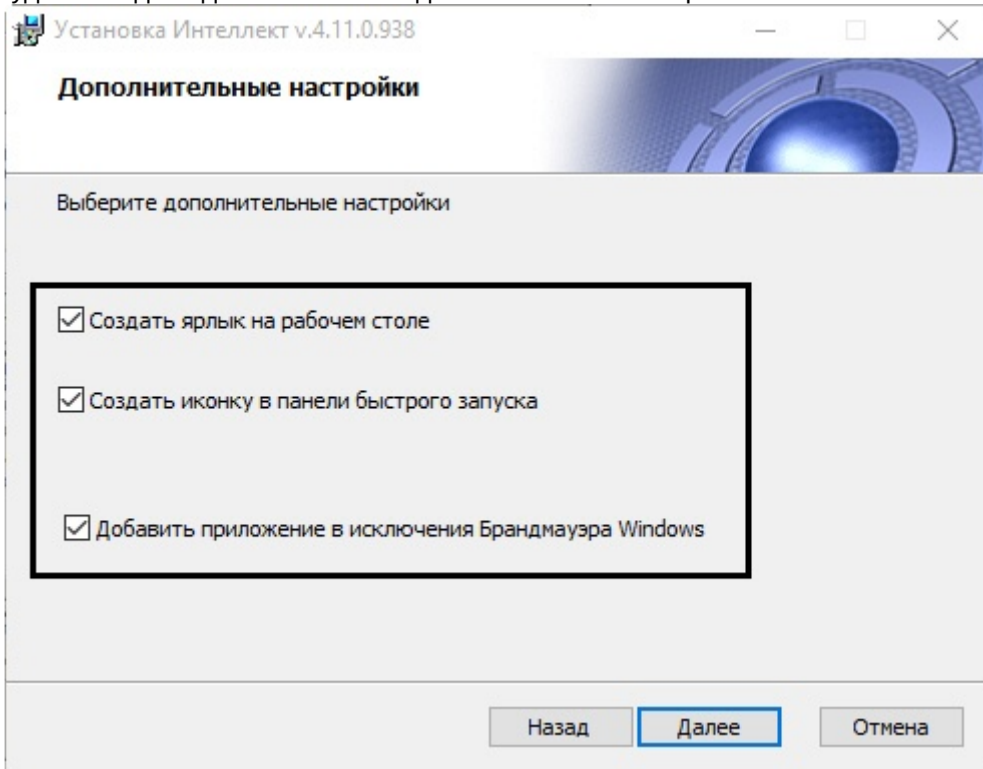 Установка Интеллект v.4.11.0.938
Дополнительные настройки
Выберите дополнительные настройки
Создать ярлык на рабочем столе
Создать иконку в панели быстрого запуска
Добавить приложение в исключения Брандмауэра Windows
Назад Далее Отмена